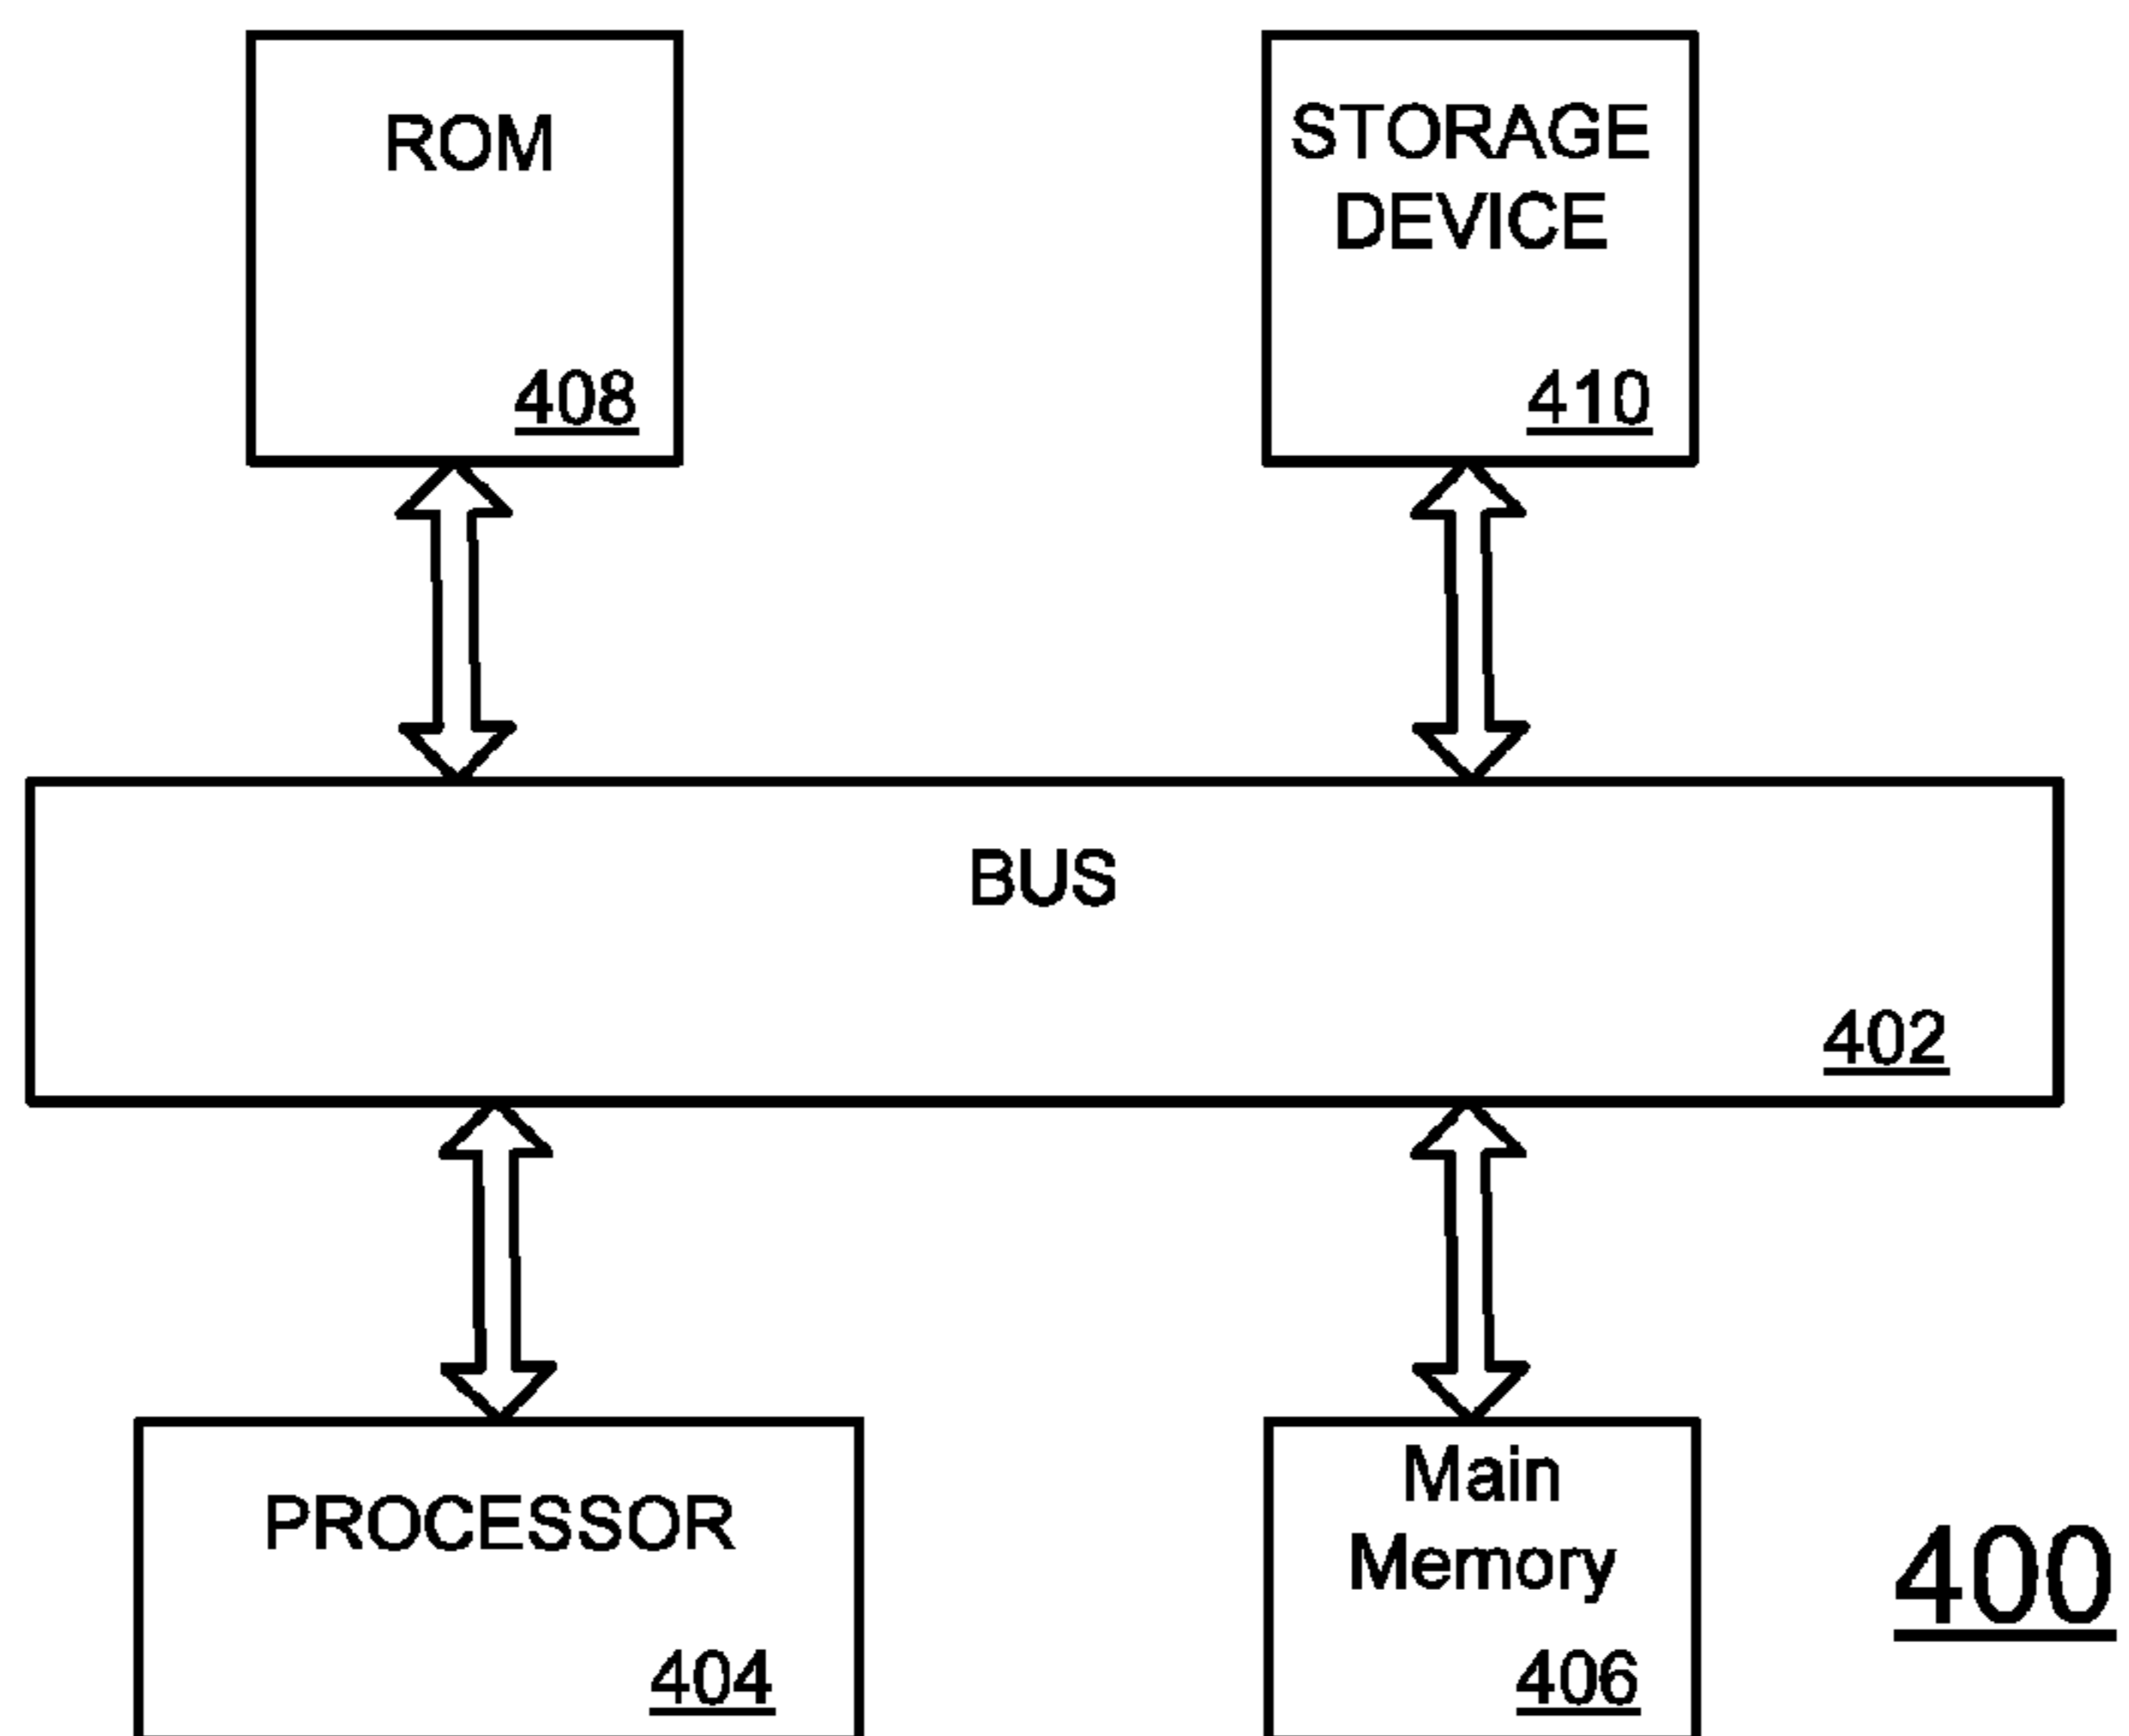 ROM
408
STORAGE
DEVICE
410
BUS
402
PROCESSOR
404
Main
Memory
406
400